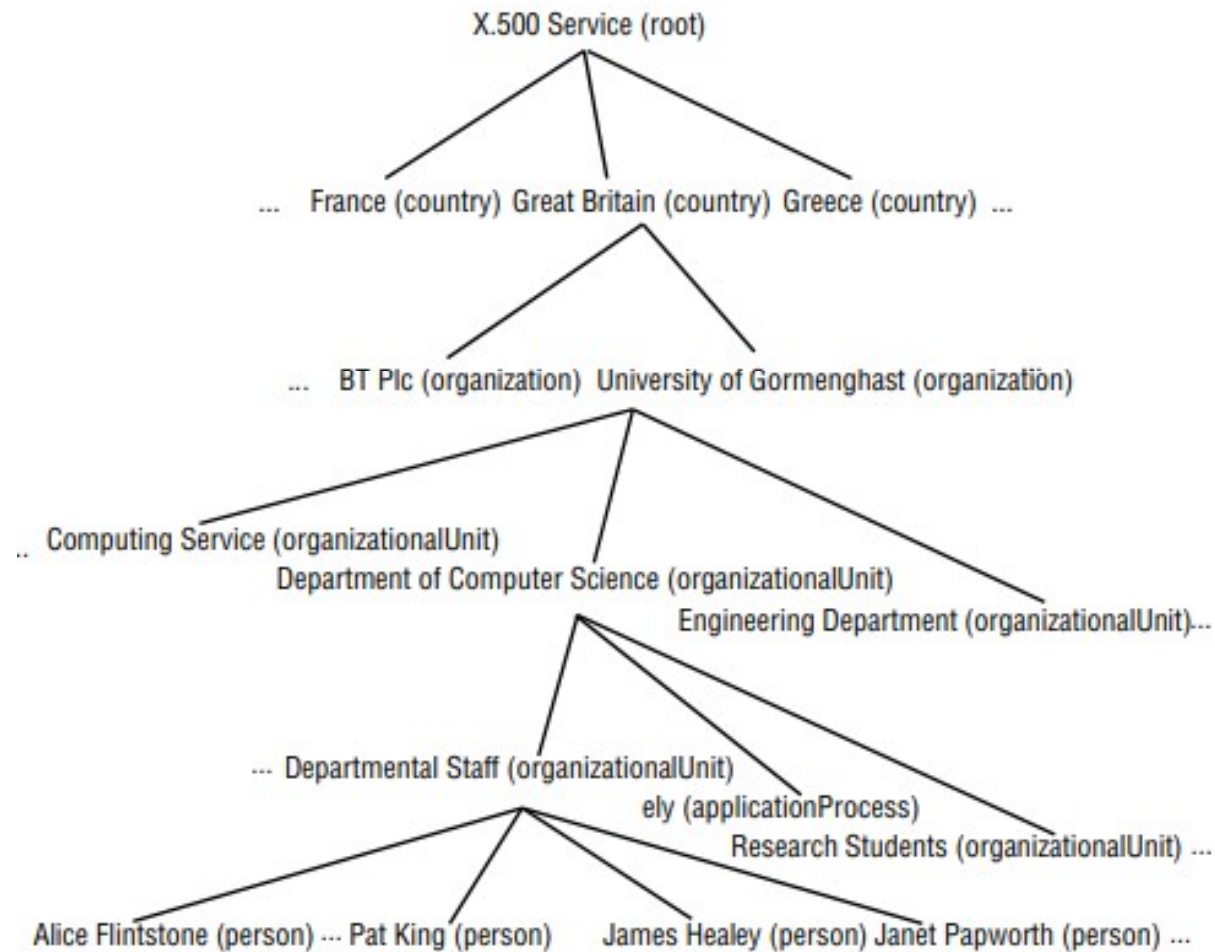 X.500 Service (root)
... France (country) Great Britain (country) Greece (country) ...
... BT Plc (organization) University of Gormenghast (organization)
.. Computing Service (organizationalUnit)
Department of Computer Science (organizationalUnit)
Engineering Department (organizationalUnit)...
... Departmental Staff (organizationalUnit)
ely (applicationProcess)
Research Students (organizationalUnit) ...
Alice Flintstone (person) ... Pat King (person) James Healey (person) Janet Papworth (person) ...